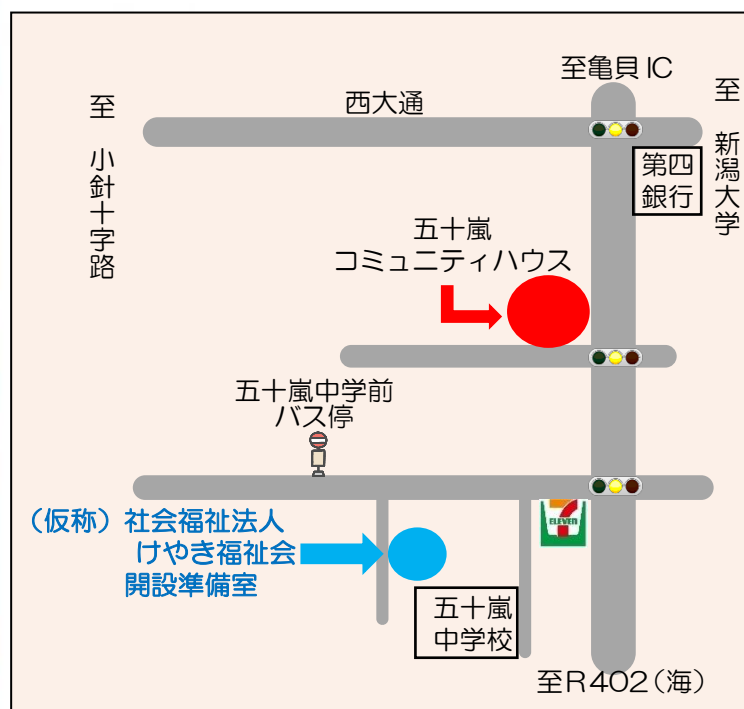 至亀貝IC
西大通
至 小針十字路
至 新潟大学
第四
銀行
五十嵐
コミュニティハウス
五十嵐中学前
バス停
（仮称）社会福祉法人
けやき福祉会
開設準備室
ELEVEN
五十嵐
中学校
至R402（海）